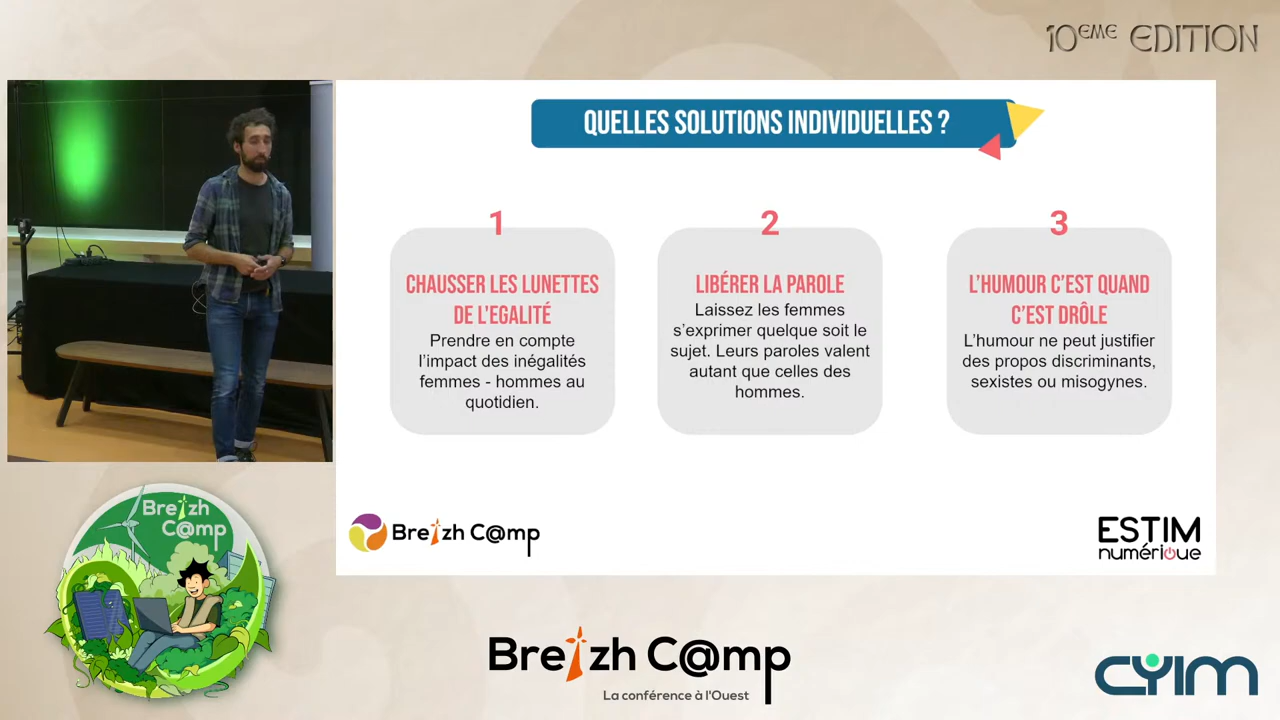 10EME EDITION
QUELLES SOLUTIONS INDIVIDUELLES ?
1
CHAUSSER LES LUNETTES
DE L'EGALITÉ
Prendre en compte
l'impact des inégalités
femmes - hommes au
quotidien.
2
LIBÉRER LA PAROLE
Laissez les femmes
s'exprimer quelque soit le
sujet. Leurs paroles valent
autant que celles des
hommes.
3
L'HUMOUR C'EST QUAND
C'EST DRÔLE
L'humour ne peut justifier
des propos discriminants,
sexistes ou misogynes.
Breizh C@mp
ESTIM
numérique
Breizh
C@mp
Breizh C@mp
La conférence à l'Ouest
CYIM